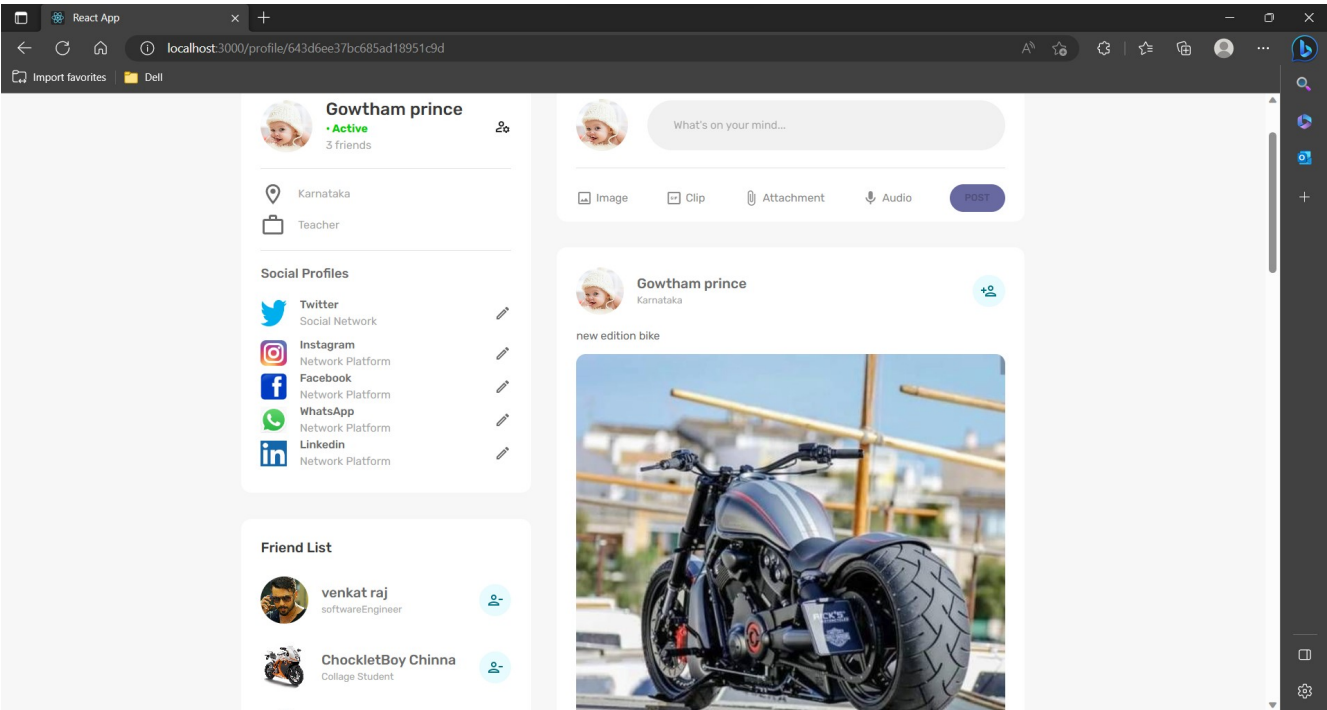 React App
localhost:3000/profile/643d6ee37bc685ad18951c9d
Import favorites
Dell
Gowtham prince
• Active
3 friends
Karnataka
Teacher
Social Profiles
Twitter
Social Network
Instagram
Network Platform
Facebook
Network Platform
WhatsApp
Network Platform
Linkedin
Network Platform
Friend List
venkat raj
softwareEngineer
ChockletBoy Chinna
Collage Student
What's on your mind...
Image
Clip
Attachment
Audio
POST
Gowtham prince
Karnataka
new edition bike
RICK'S